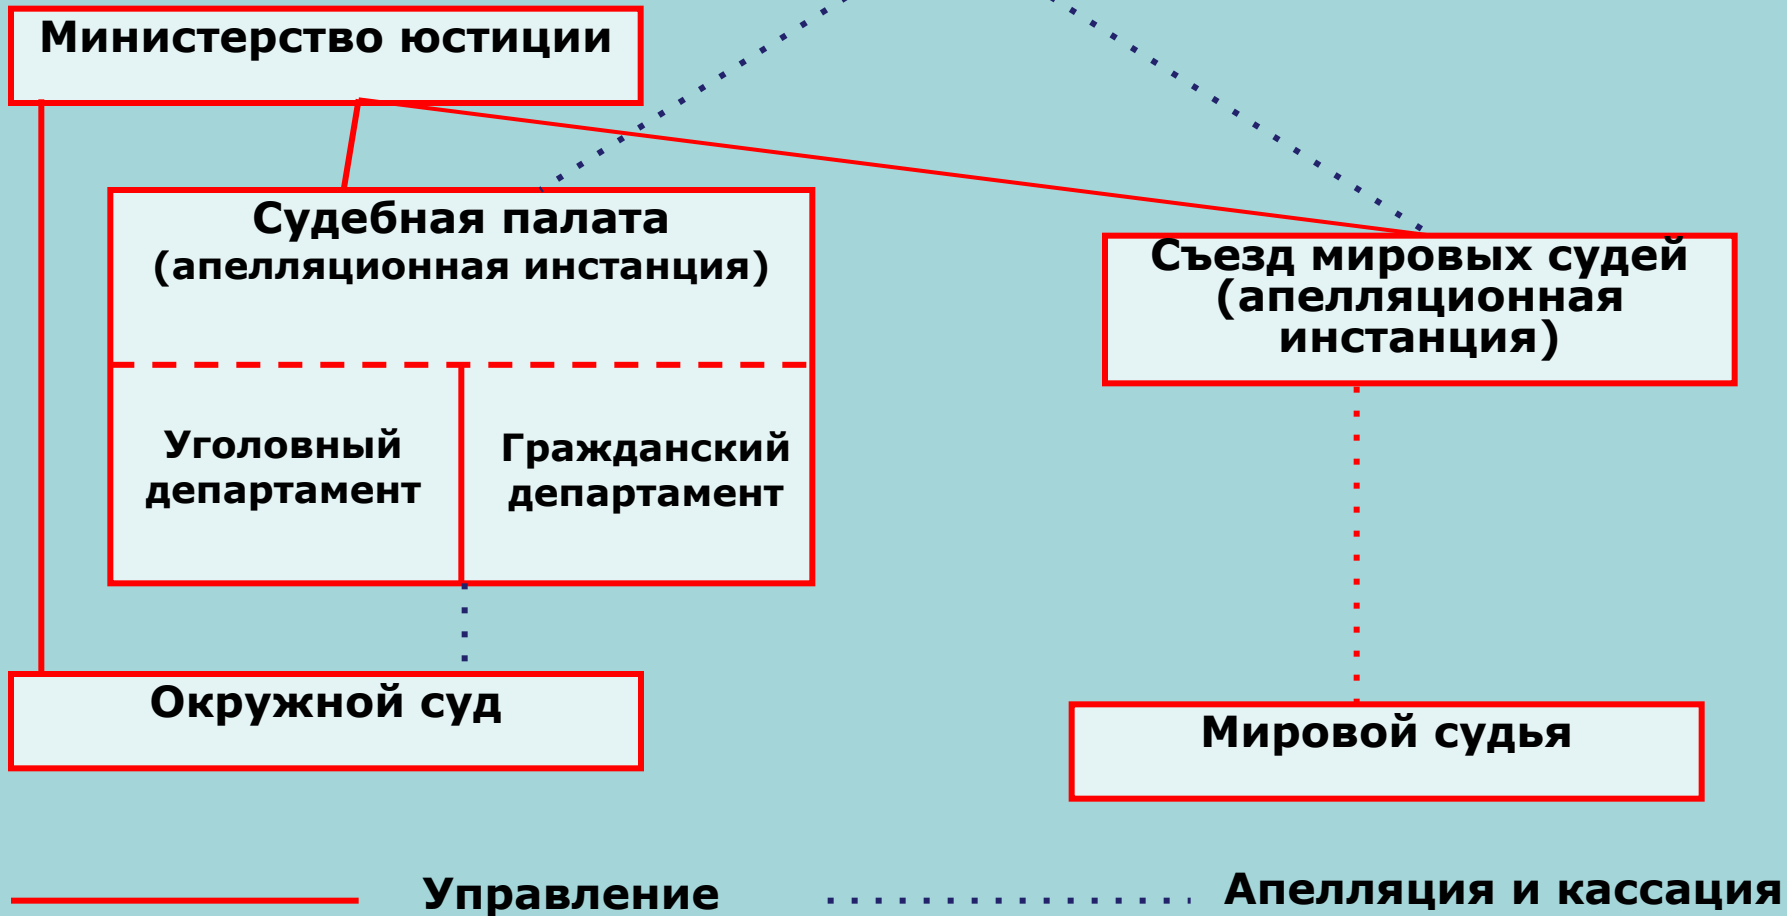 Министерство юстиции
Судебная палата
(апелляционная инстанция)
Съезд мировых судей
(апелляционная
инстанция)
Уголовный
департамент
Гражданский
департамент
Окружной суд
Мировой судья
Управление
Апелляция и кассация